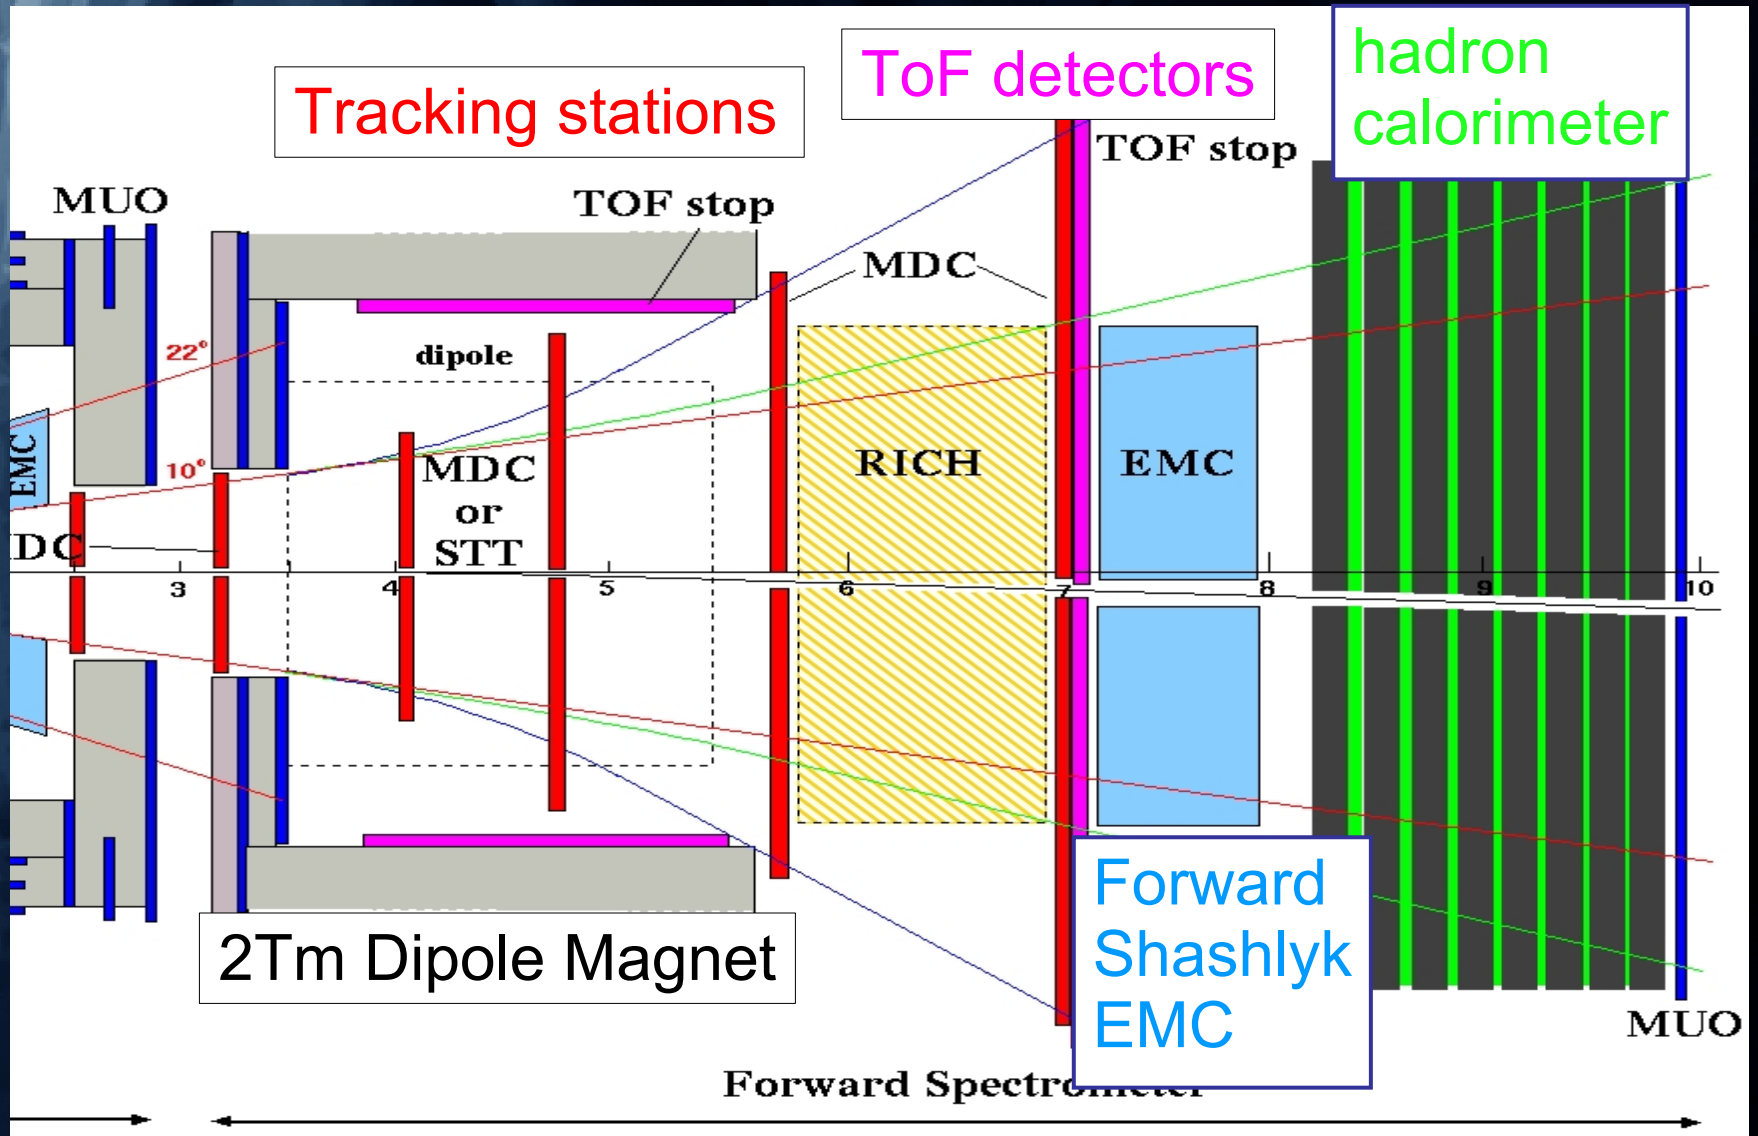 Tracking stations
ToF detectors
hadron
calorimeter
MUO
TOF stop
TOF stop
MDC
22°
dipole
EMC
10°
MDC
or
STT
RICH
EMC
DC
3
4
5
6
7
8
9
10
2Tm Dipole Magnet
Forward
Shashlyk
EMC
MUO
Forward Spectrometer